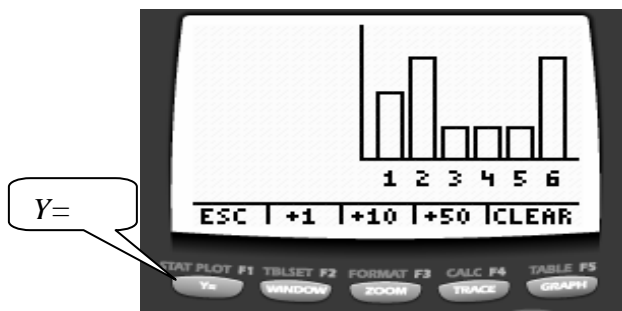 1 2 3 4 5 6
Y=
ESC +1 +10 +50 CLEAR
STAT PLOT F1 TBLSET F2 FORMAT F3 CALC F4 TABLE F5
Y= WINDOW ZOOM TRACE GRAPH